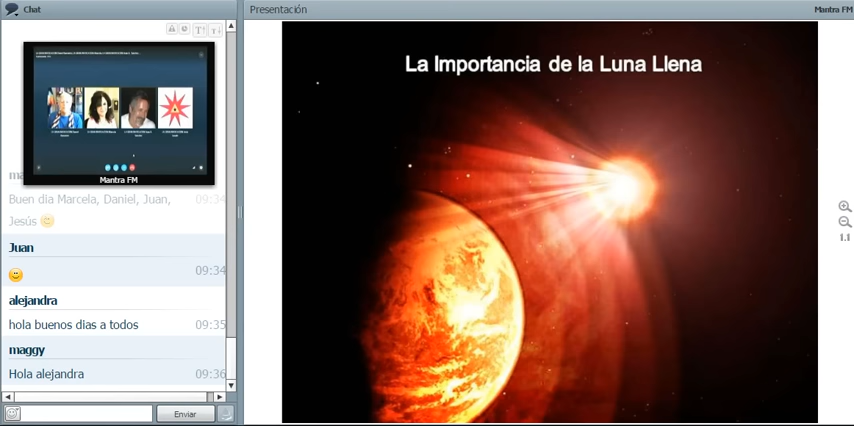 Chat
Mantra FM
Buen dia Marcela, Daniel, Juan, 09:34
Jesús
Juan
09:34
alejandra
hola buenos dias a todos 09:35
maggy
Hola alejandra 09:36
Enviar
Presentación
Mantra FM
La Importancia de la Luna Llena
1.1